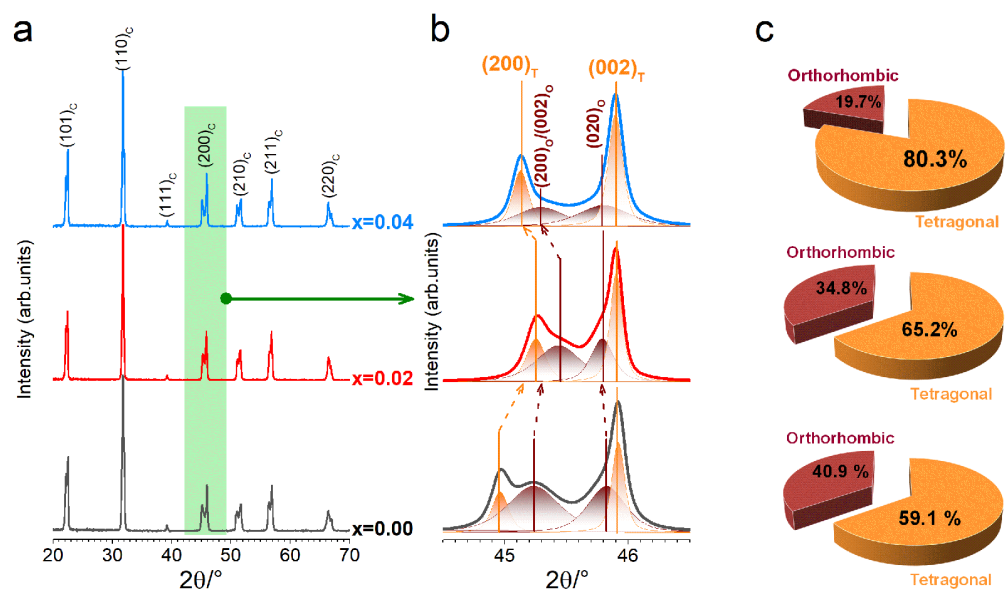 a
(101)C
(110)C
(111)C
(200)C
(210)C
(211)C
(220)C
x=0.04
x=0.02
x=0.00
Intensity (arb.units)
20 30 40 50 60 70
2θ/°
b
(200)T
(200)O/(002)O
(020)O
(002)T
Intensity (arb.units)
45 46
2θ/°
c
Orthorhombic
19.7%
80.3%
Tetragonal
Orthorhombic
34.8%
65.2%
Tetragonal
Orthorhombic
40.9 %
59.1 %
Tetragonal